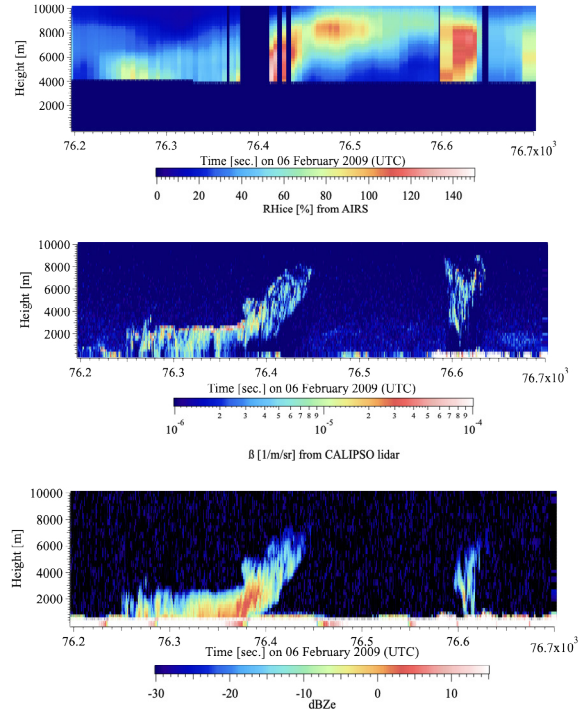 10000
8000
6000
4000
2000
Height [m]
76.2 76.3 76.4 76.5 76.6 76.7x10³
Time [sec.] on 06 February 2009 (UTC)
0 20 40 60 80 100 120 140
RHice [%] from AIRS
10000
8000
6000
4000
2000
Height [m]
76.2 76.3 76.4 76.5 76.6 76.7x10³
Time [sec.] on 06 February 2009 (UTC)
2 3 4 5 6 7 8 9 2 3 4 5 6 7 8 9
10⁻⁶ 10⁻⁵ 10⁻⁴
ß [1/m/sr] from CALIPSO lidar
10000
8000
6000
4000
2000
Height [m]
76.2 76.3 76.4 76.5 76.6 76.7x10³
Time [sec.] on 06 February 2009 (UTC)
-30 -20 -10 0 10
dBZe